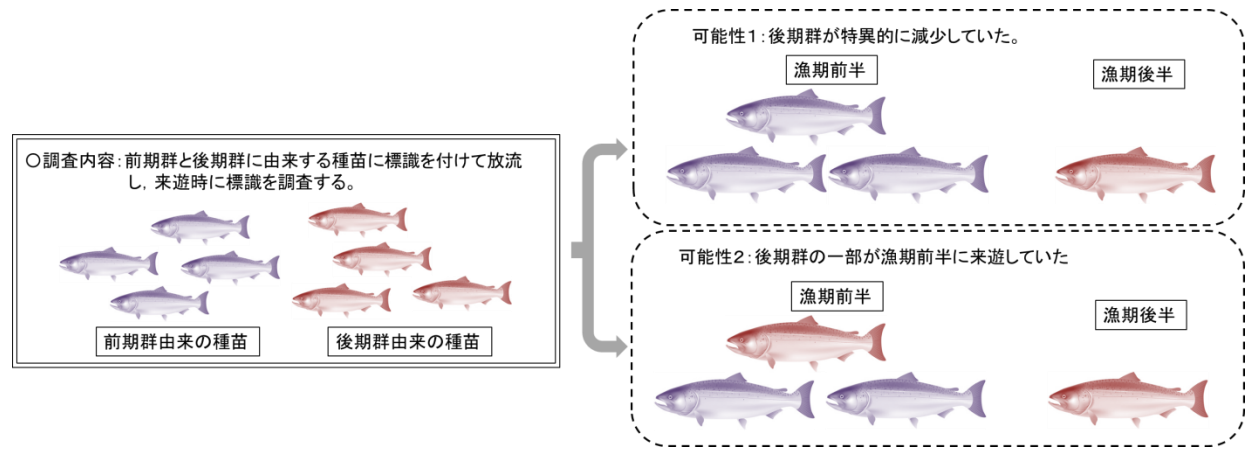 ○調査内容:前期群と後期群に由来する種苗に標識を付けて放流
し,来遊時に標識を調査する。
前期群由来の種苗
後期群由来の種苗
可能性1:後期群が特異的に減少していた。
漁期前半
漁期後半
可能性2:後期群の一部が漁期前半に来遊していた
漁期前半
漁期後半